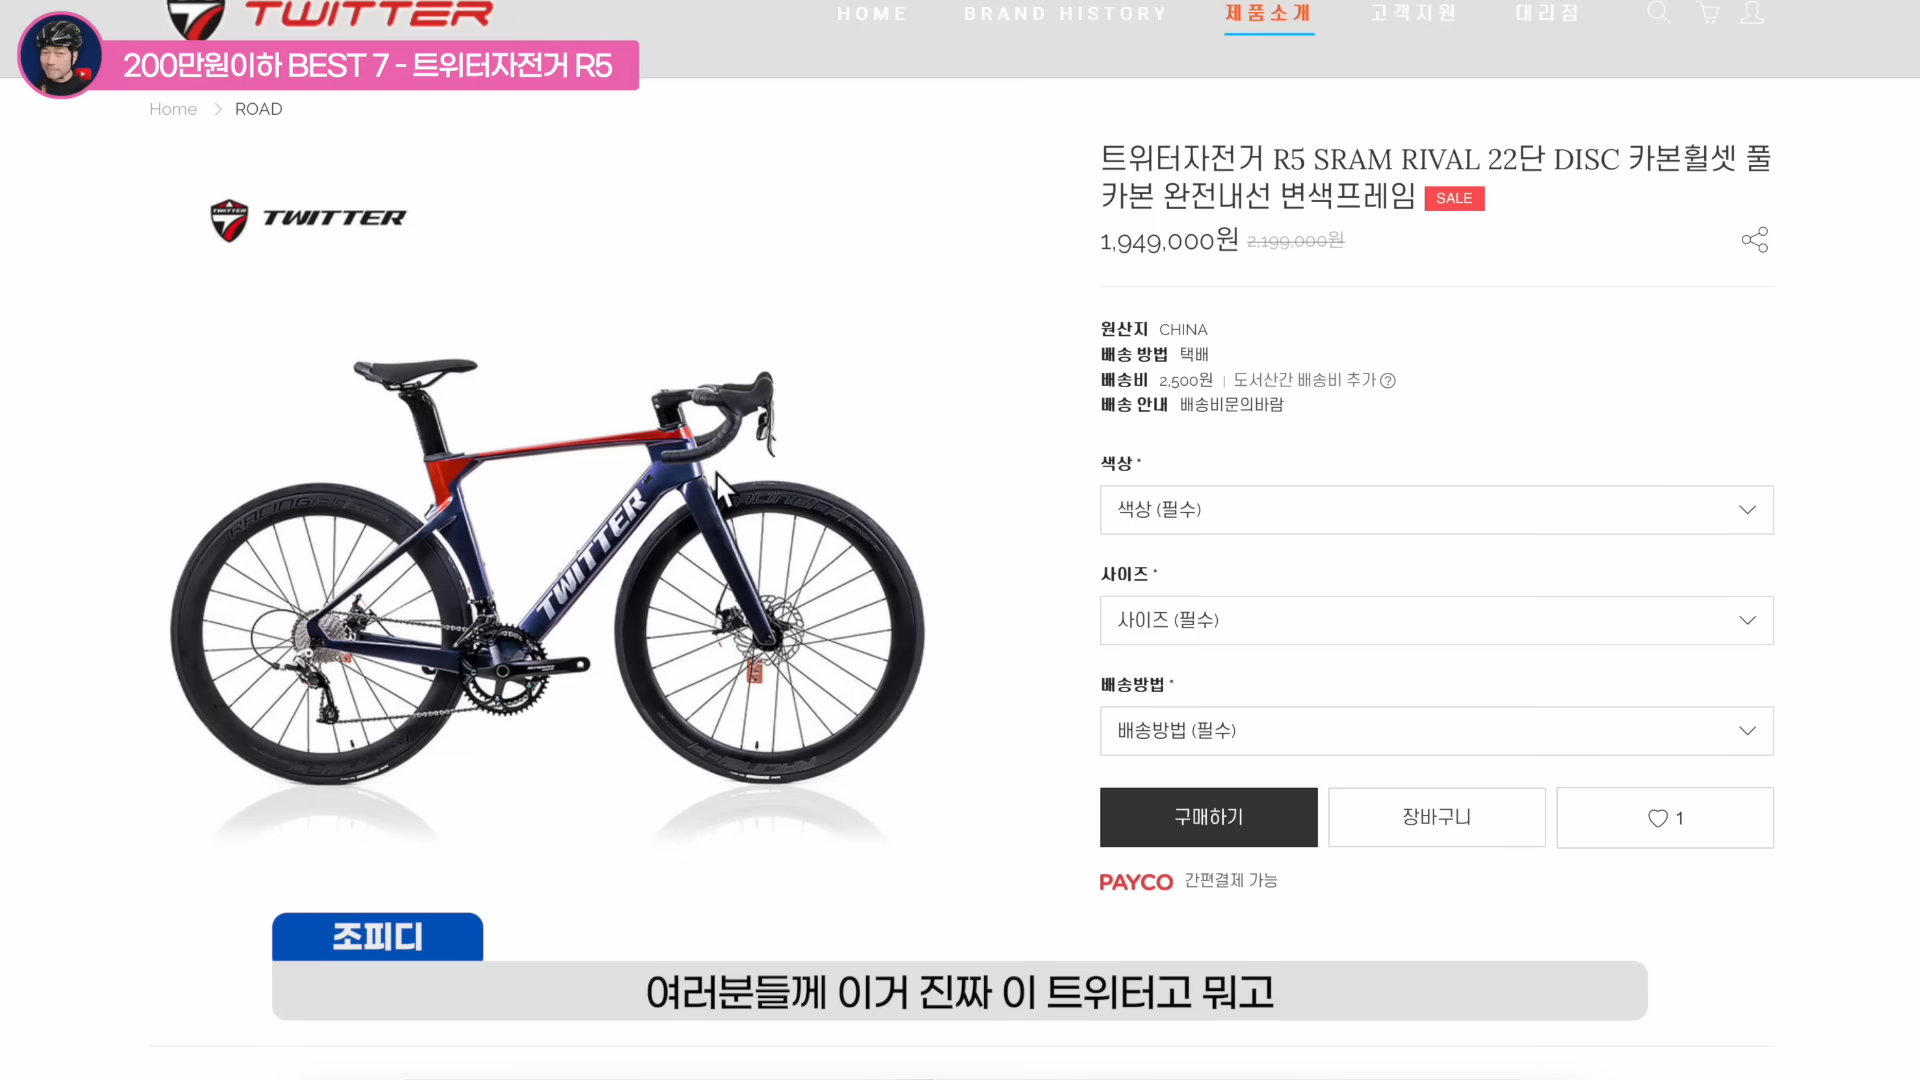 TWITTER
HOME BRAND HISTORY 제품소개 고객지원 대리점
200만원이하 BEST 7 - 트위터자전거 R5
Home > ROAD
TWITTER TWITTER
트위터자전거 R5 SRAM RIVAL 22단 DISC 카본휠셋 풀
카본 완전내선 변색프레임 SALE
1,949,000원 2,199,000원
원산지 CHINA
배송 방법 택배
배송비 2,500원 | 도서산간 배송비 추가 ?
배송 안내 배송비문의바람
색상 *
색상 (필수)
사이즈 *
사이즈 (필수)
배송방법 *
배송방법 (필수)
구매하기 장바구니 1
PAYCO 간편결제 가능
TWITTER
조피디
여러분들께 이거 진짜 이 트위터고 뭐고